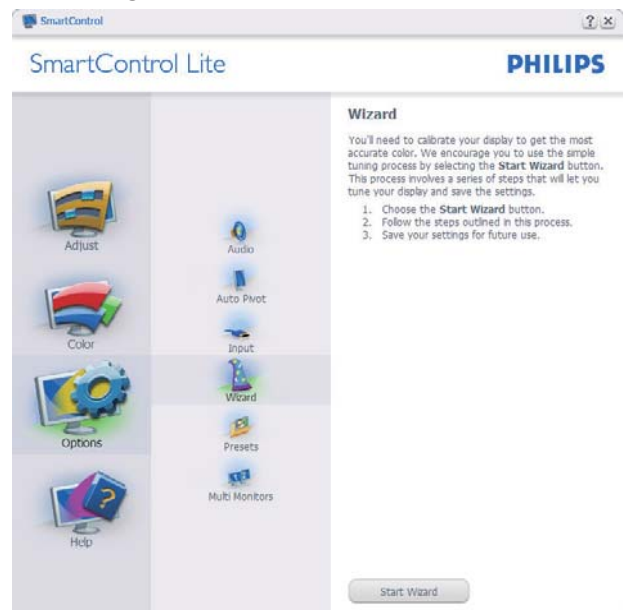 SmartControl
SmartControl Lite
PHILIPS
Adjust
Color
Options
Help
Audio
Auto Pivot
Input
Wizard
Presets
Multi Monitors
Wizard
You'll need to calibrate your display to get the most
accurate color. We encourage you to use the simple
tuning process by selecting the Start Wizard button.
This process involves a series of steps that will let you
tune your display and save the settings.
1. Choose the Start Wizard button.
2. Follow the steps outlined in this process.
3. Save your settings for future use.
Start Wizard